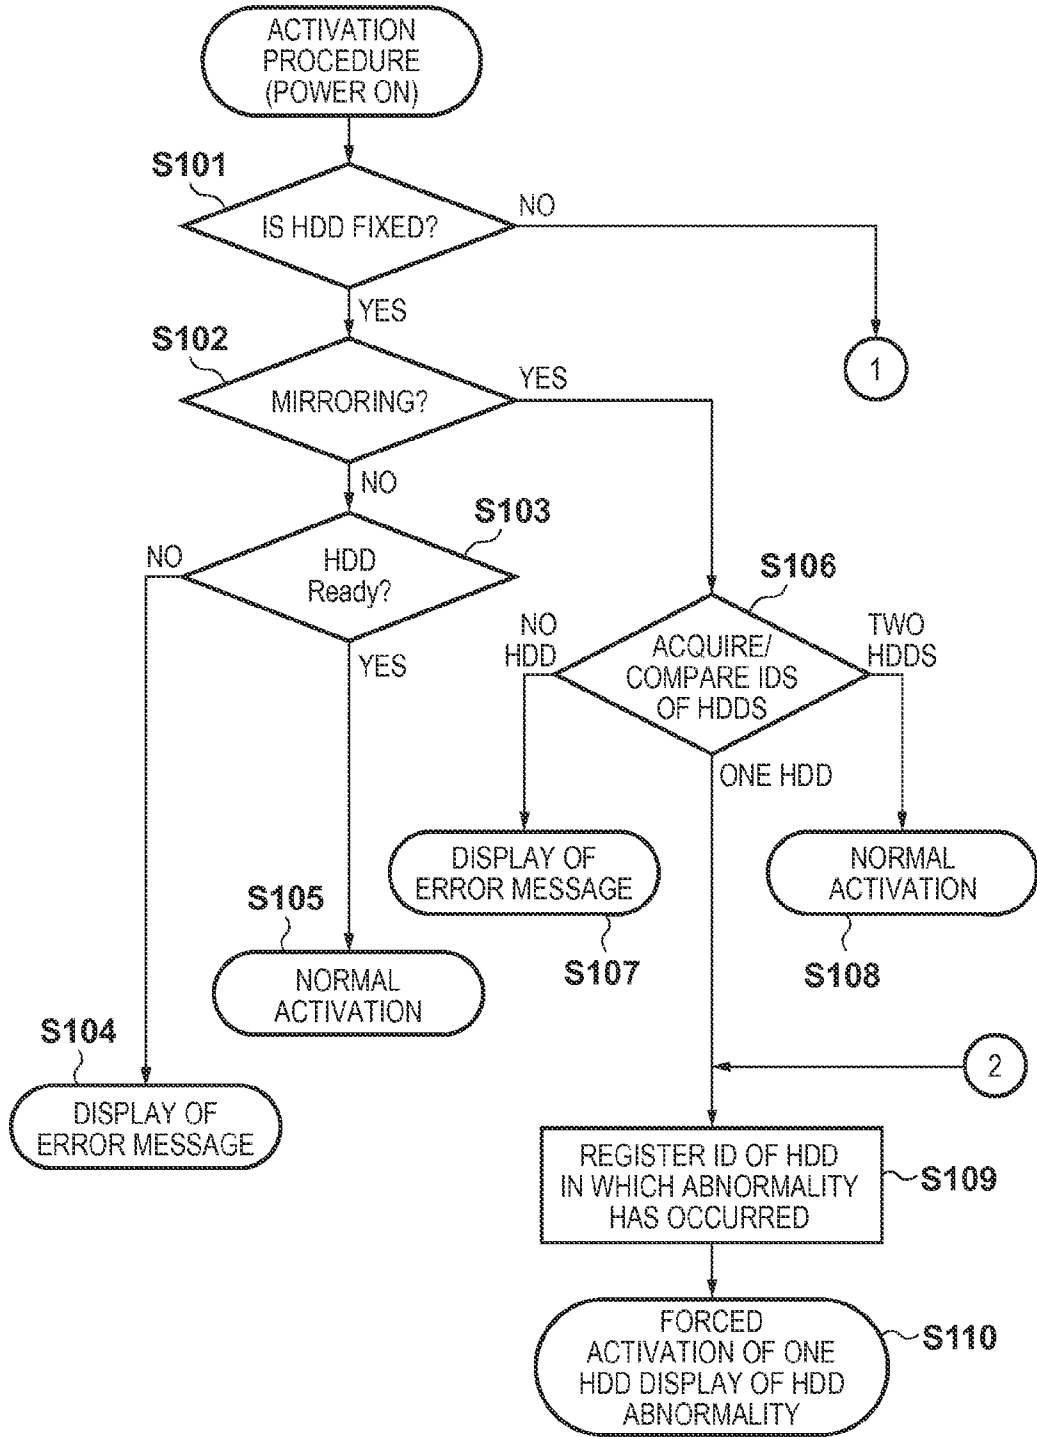 ACTIVATION
PROCEDURE
(POWER ON)
S101
IS HDD FIXED?
NO
YES
1
S102
MIRRORING?
YES
NO
S103
HDD
Ready?
NO
YES
S106
ACQUIRE/
COMPARE IDS
OF HDDS
NO
HDD
TWO
HDDS
ONE HDD
DISPLAY OF
ERROR MESSAGE
S107
NORMAL
ACTIVATION
S108
S105
NORMAL
ACTIVATION
S104
DISPLAY OF
ERROR MESSAGE
2
REGISTER ID OF HDD
IN WHICH ABNORMALITY
HAS OCCURRED
S109
FORCED
ACTIVATION OF ONE
HDD DISPLAY OF HDD
ABNORMALITY
S110